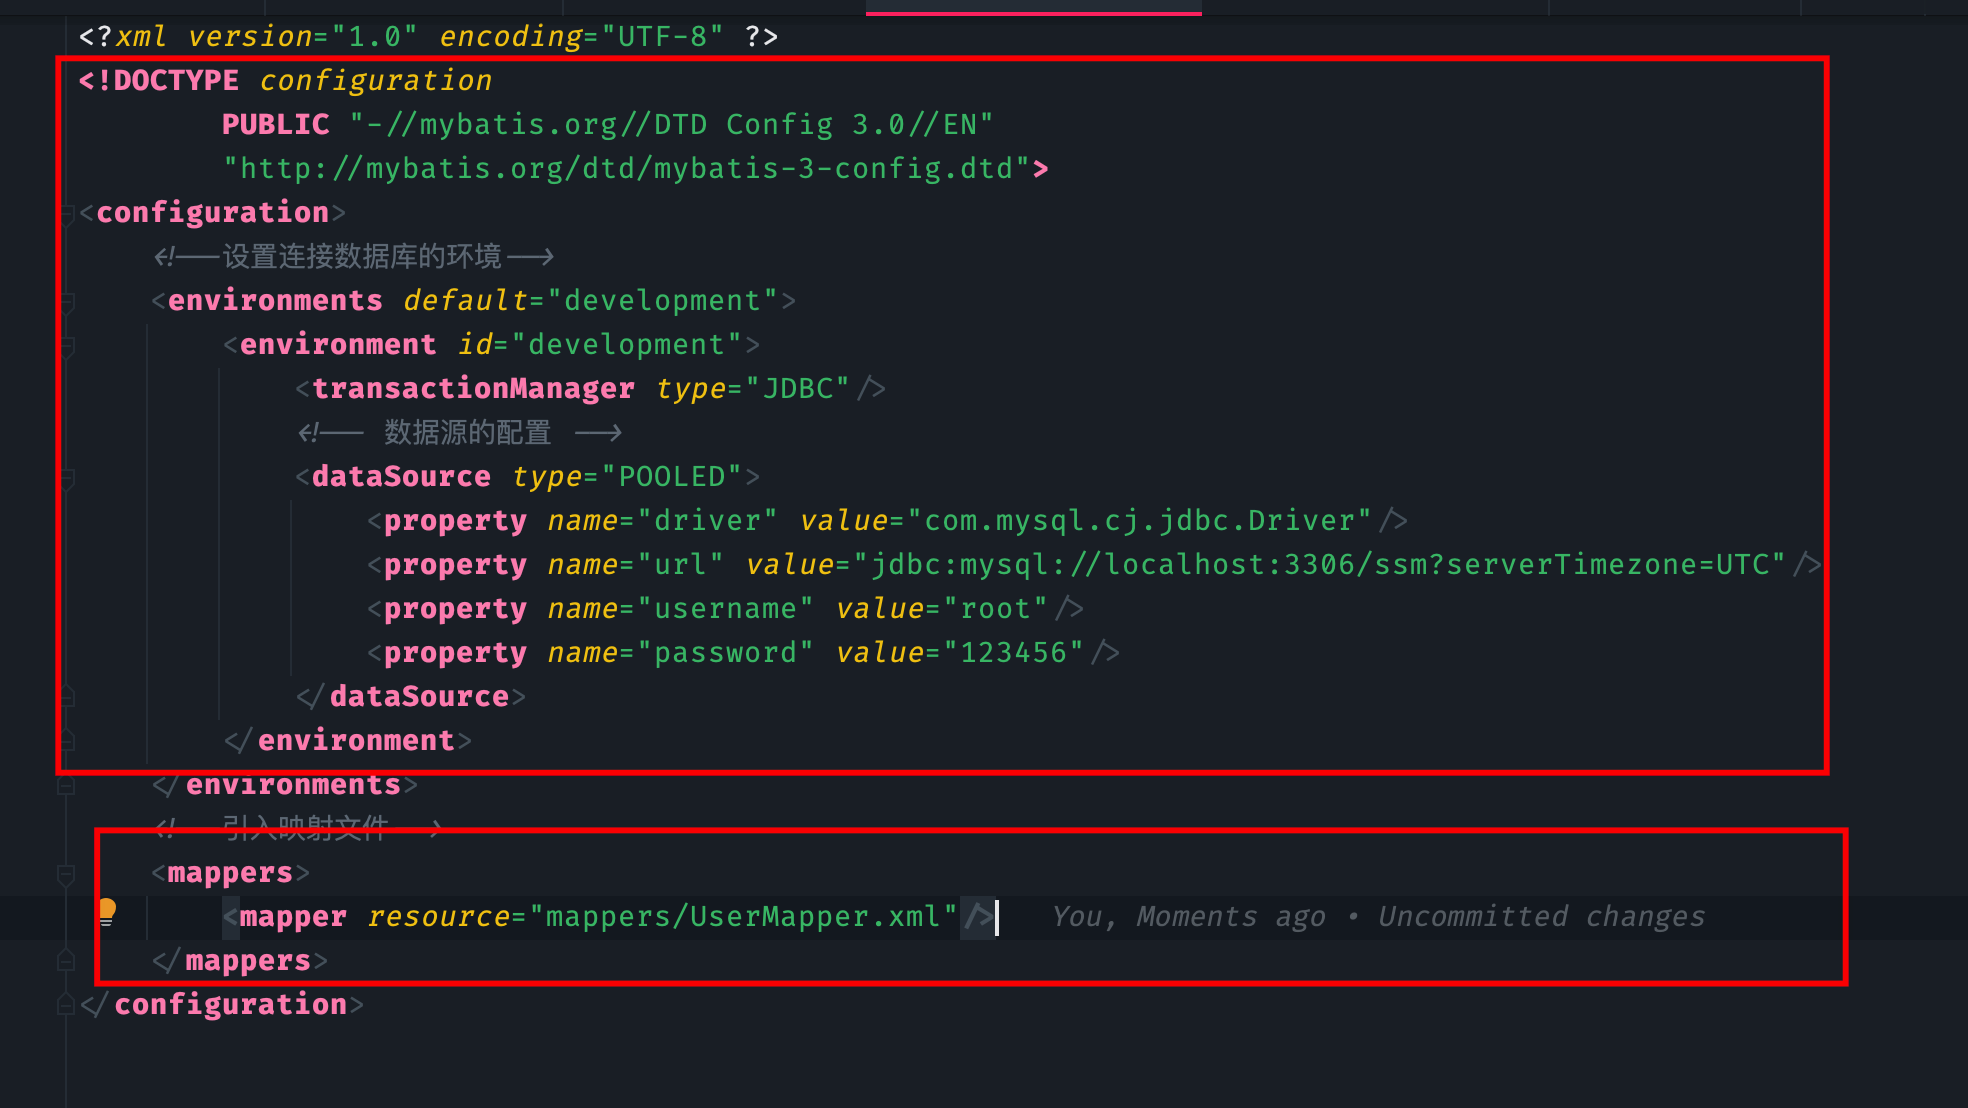 <?xml version="1.0" encoding="UTF-8" ?>
<!DOCTYPE configuration
PUBLIC "-//mybatis.org//DTD Config 3.0//EN"
"http://mybatis.org/dtd/mybatis-3-config.dtd">
<configuration>
<!--设置连接数据库的环境-->
<environments default="development">
<environment id="development">
<transactionManager type="JDBC"/>
<!-- 数据源的配置 -->
<dataSource type="POOLED">
<property name="driver" value="com.mysql.cj.jdbc.Driver"/>
<property name="url" value="jdbc:mysql://localhost:3306/ssm?serverTimezone=UTC"/>
<property name="username" value="root"/>
<property name="password" value="123456"/>
</dataSource>
</environment>
</environments>
<!--引入映射文件-->
<mappers>
<mapper resource="mappers/UserMapper.xml"/> You, Moments ago • Uncommitted changes
</mappers>
</configuration>